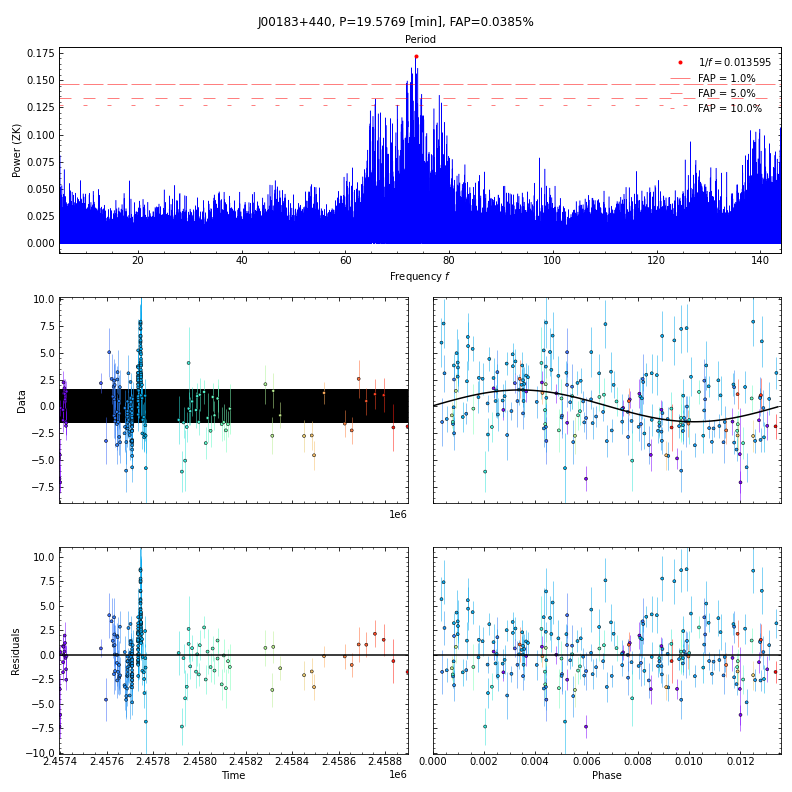 J00183+440, P=19.5769 [min], FAP=0.0385%
Period
Power (ZK)
0.175
0.150
0.125
0.100
0.075
0.050
0.025
0.000
1/f = 0.013595
FAP = 1.0%
FAP = 5.0%
FAP = 10.0%
20 40 60 80 100 120 140
Frequency f
Data
10.0
7.5
5.0
2.5
0.0
−2.5
−5.0
−7.5
1e6
Residuals
10.0
7.5
5.0
2.5
0.0
−2.5
−5.0
−7.5
−10.0
2.4574 2.4576 2.4578 2.4580 2.4582 2.4584 2.4586 2.4588
Time
1e6
0.000 0.002 0.004 0.006 0.008 0.010 0.012
Phase